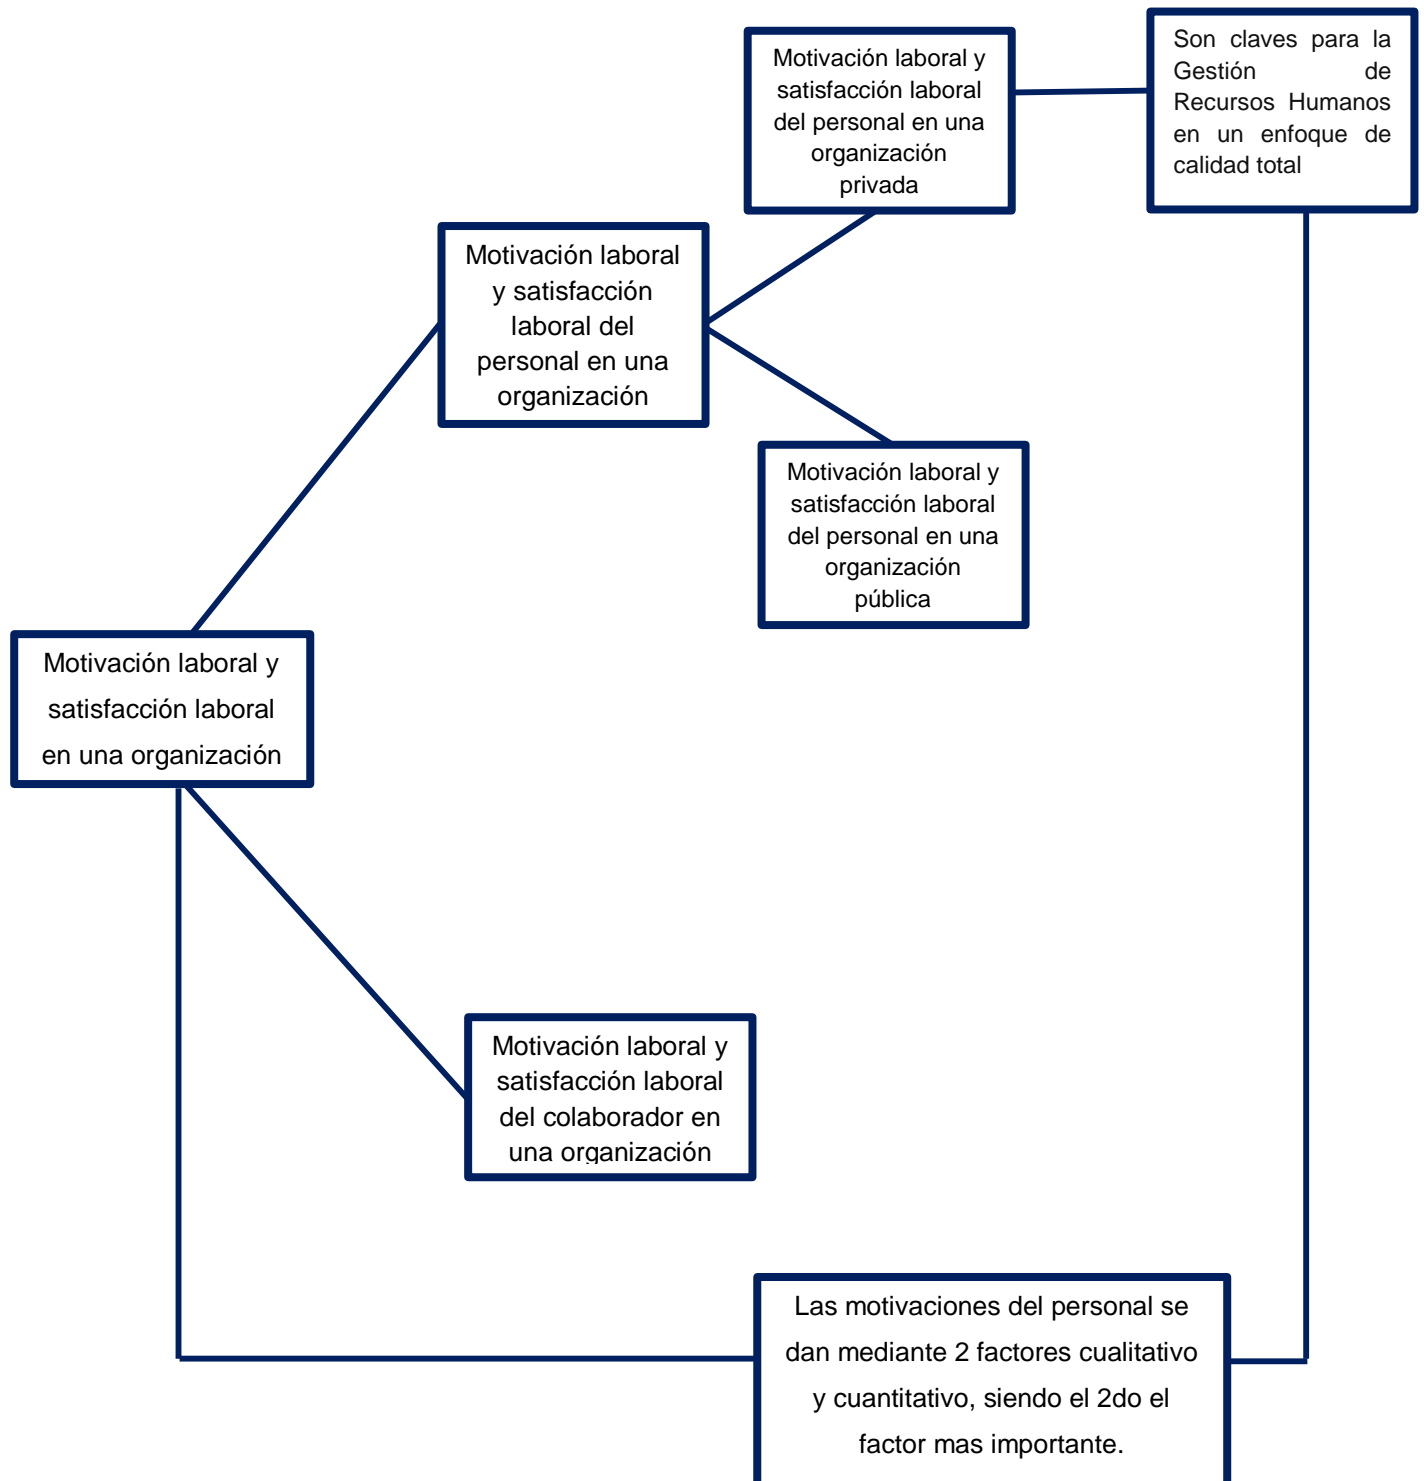 Motivación laboral y
satisfacción laboral
del personal en una
organización
privada
Son claves para la
Gestión de
Recursos Humanos
en un enfoque de
calidad total
Motivación laboral
y satisfacción
laboral del
personal en una
organización
Motivación laboral y
satisfacción laboral
del personal en una
organización
pública
Motivación laboral y
satisfacción laboral
en una organización
Motivación laboral y
satisfacción laboral
del colaborador en
una organización
Las motivaciones del personal se
dan mediante 2 factores cualitativo
y cuantitativo, siendo el 2do el
factor mas importante.